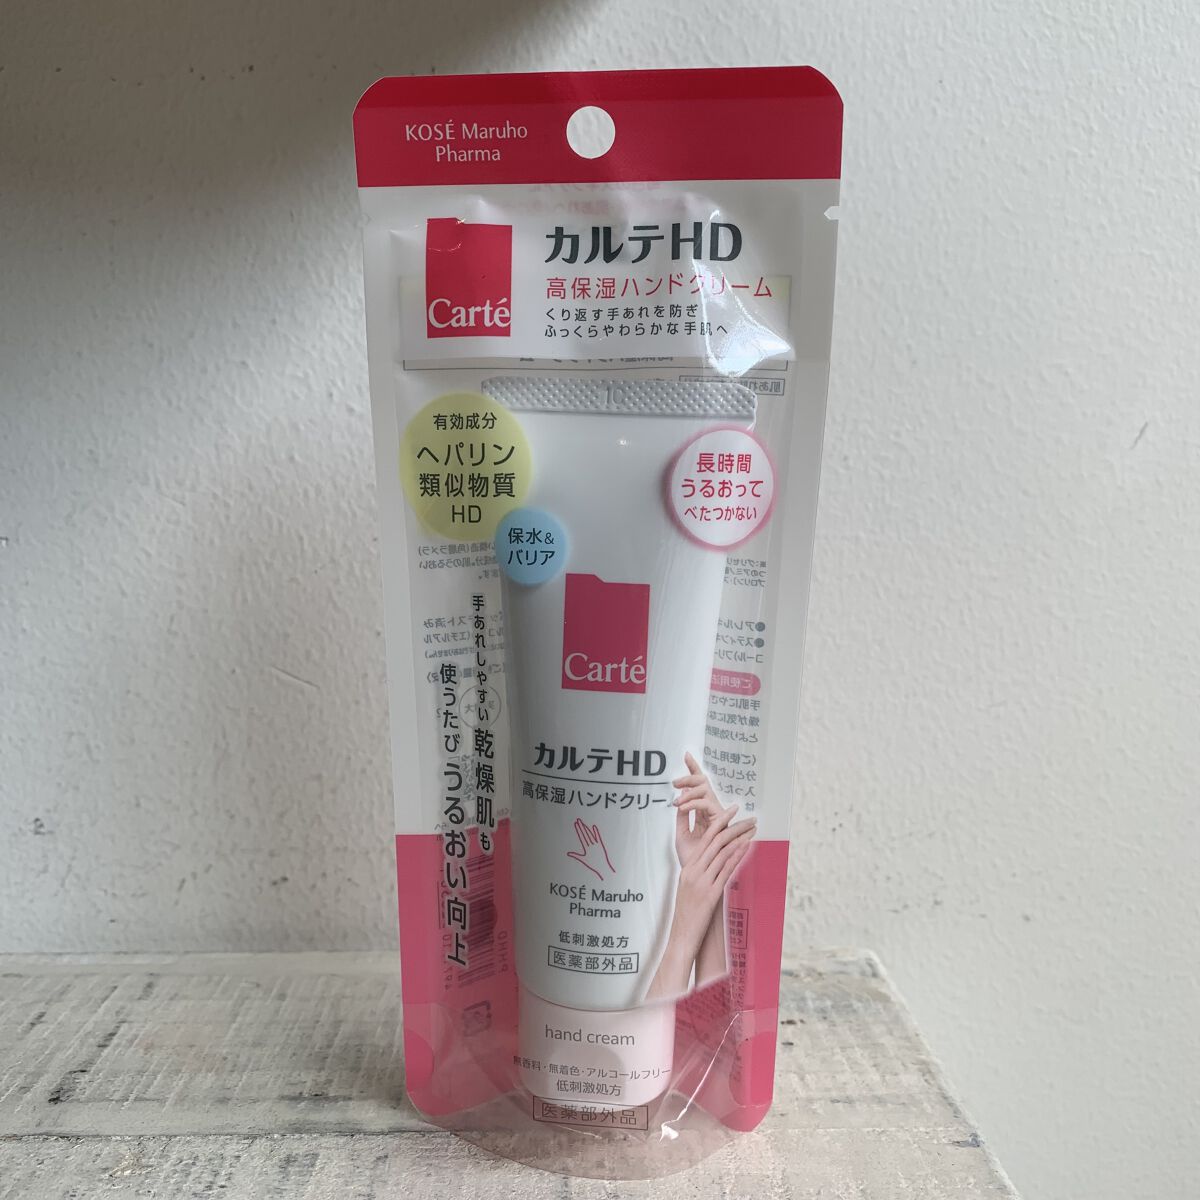 KOSÉ Maruho
Pharma
カルテHD
高保湿ハンドクリーム
くり返す手あれを防ぎ
ふっくらやわらかな手肌へ
Carté
有効成分
ヘパリン
類似物質
HD
保水&
バリア
長時間
うるおって
べたつかない
手あれしやすい乾燥肌も
使うたびうるおい向上
Carté
カルテHD
高保湿ハンドクリーム
KOSÉ Maruho
Pharma
低刺激処方
医薬部外品
hand cream
無香料・無着色・アルコールフリー
低刺激処方
医薬部外品